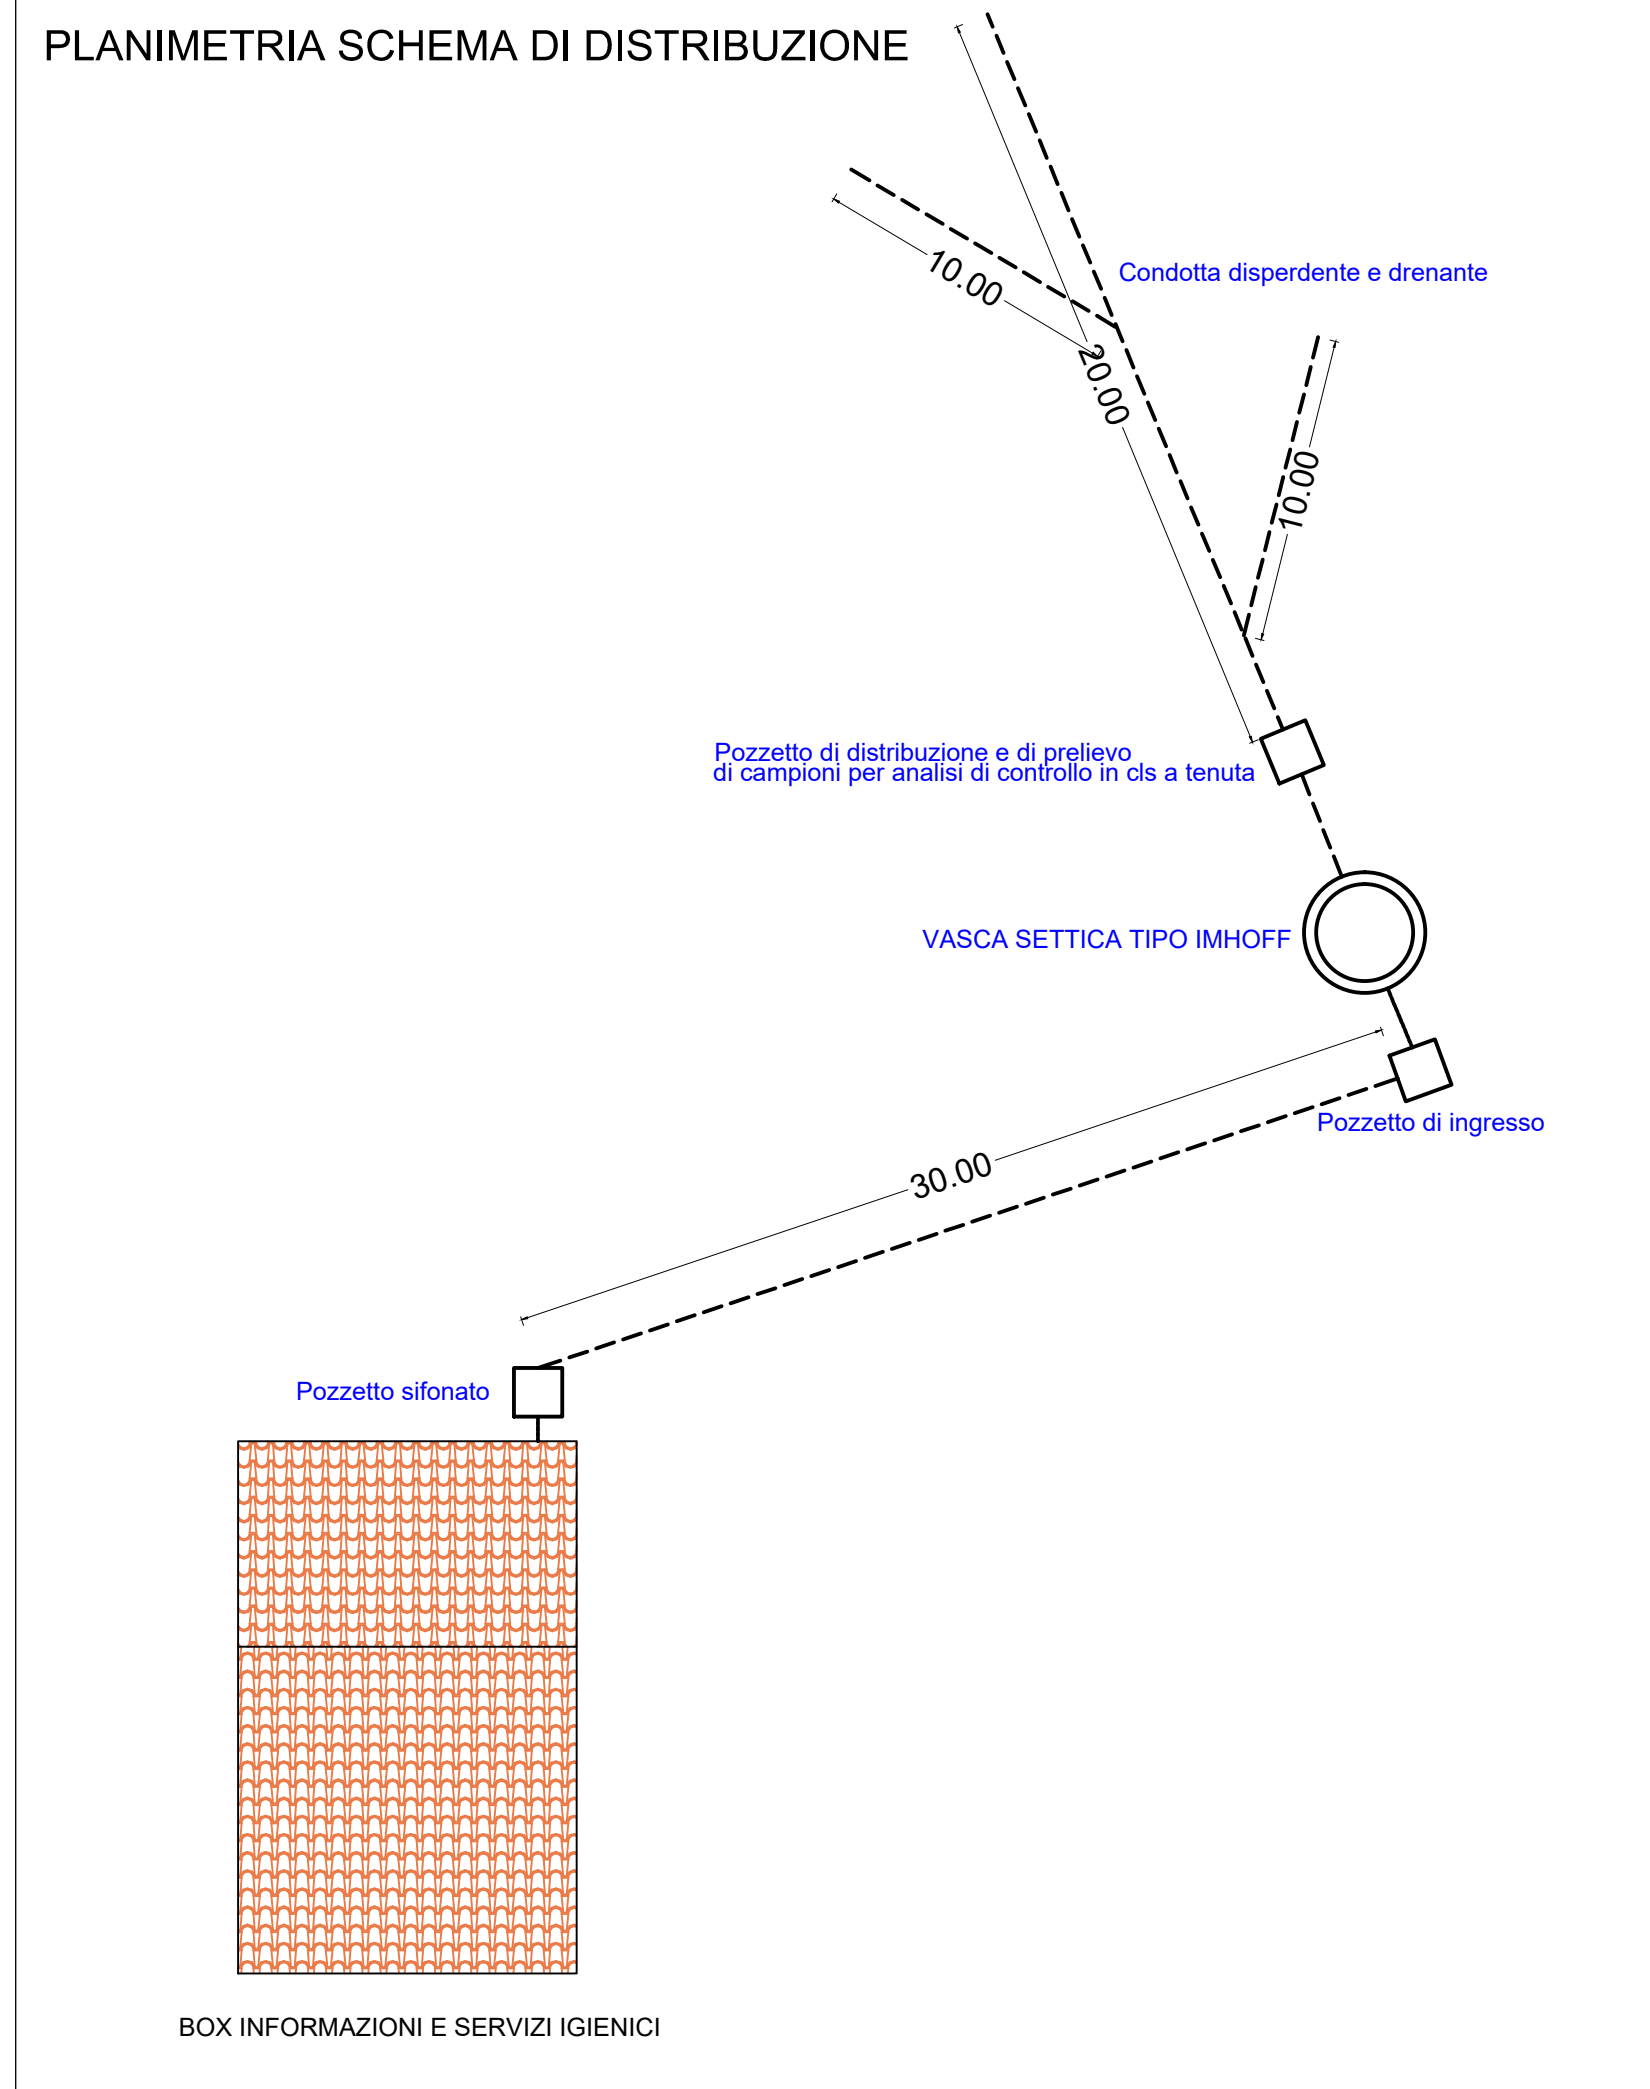 PLANIMETRIA SCHEMA DI DISTRIBUZIONE
10.00
Condotta disperdente e drenante
20.00
10.00
Pozzetto di distribuzione e di prelievo
di campioni per analisi di controllo in cls a tenuta
VASCA SETTICA TIPO IMHOFF
Pozzetto di ingresso
30.00
Pozzetto sifonato
BOX INFORMAZIONI E SERVIZI IGIENICI